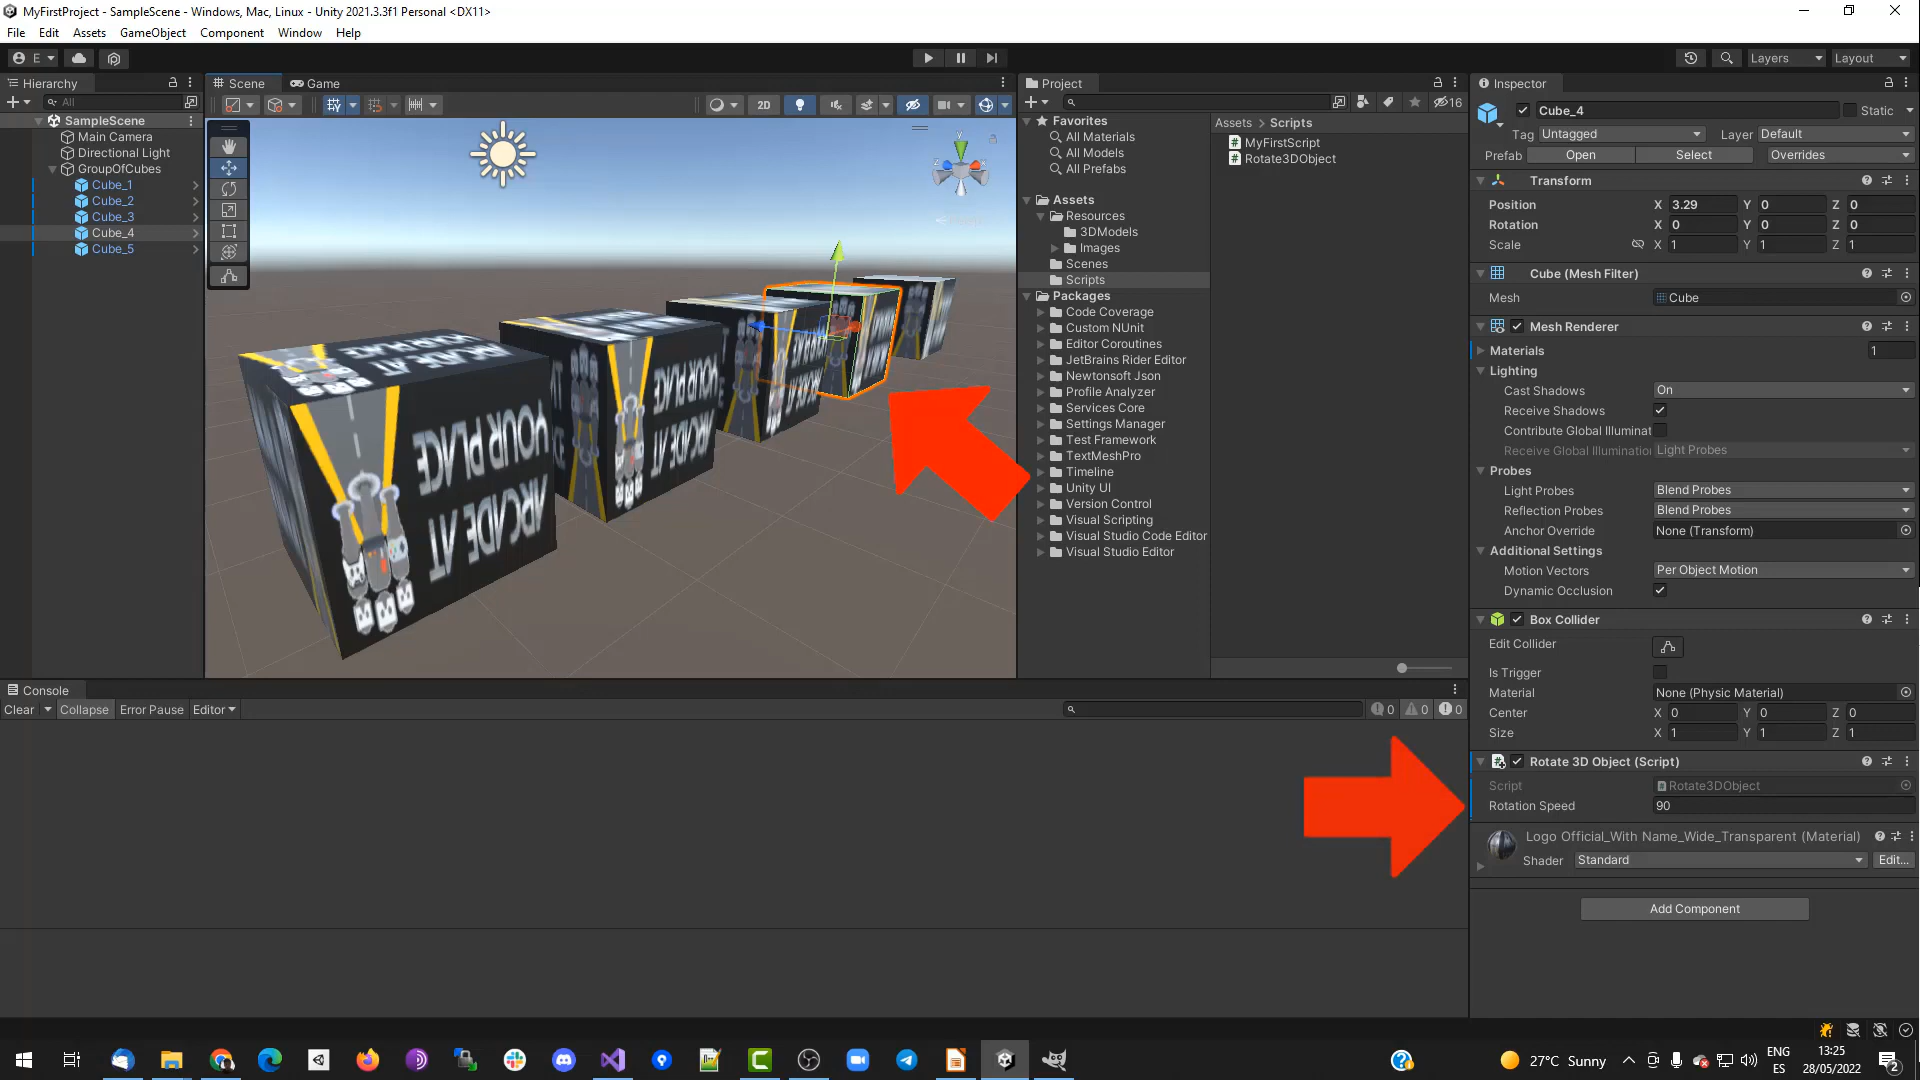 MyFirstProject - SampleScene - Windows, Mac, Linux - Unity 2021.3.3f1 Personal <DX11>
File Edit Assets GameObject Component Window Help
E
Layers
Layout
Hierarchy
All
SampleScene
Main Camera
Directional Light
GroupOfCubes
Cube_1
Cube_2
Cube_3
Cube_4
Cube_5
Scene
Game
2D
YOUR PLACE
ARCADE AT
YOUR PLACE
ARCADE AT
Project
16
Favorites
All Materials
All Models
All Prefabs
Assets
Resources
3DModels
Images
Scenes
Scripts
Packages
Code Coverage
Custom NUnit
Editor Coroutines
JetBrains Rider Editor
Newtonsoft Json
Profile Analyzer
Services Core
Settings Manager
Test Framework
TextMeshPro
Timeline
Unity UI
Version Control
Visual Scripting
Visual Studio Code Editor
Visual Studio Editor
Assets > Scripts
MyFirstScript
Rotate3DObject
Inspector
Cube_4
Static
Tag Untagged Layer Default
Prefab Open Select Overrides
Transform
Position X 3.29 Y 0 Z 0
Rotation X 0 Y 0 Z 0
Scale X 1 Y 1 Z 1
Cube (Mesh Filter)
Mesh Cube
Mesh Renderer
Materials 1
Lighting
Cast Shadows On
Receive Shadows
Contribute Global Illuminat
Receive Global Illumination Light Probes
Probes
Light Probes Blend Probes
Reflection Probes Blend Probes
Anchor Override None (Transform)
Additional Settings
Motion Vectors Per Object Motion
Dynamic Occlusion
Box Collider
Edit Collider
Is Trigger
Material None (Physic Material)
Center X 0 Y 0 Z 0
Size X 1 Y 1 Z 1
Rotate 3D Object (Script)
Script Rotate3DObject
Rotation Speed 90
Logo Official_With Name_Wide_Transparent (Material)
Shader Standard Edit...
Add Component
Console
Clear Collapse Error Pause Editor
0 0 0
27°C Sunny
ENG
ES
13:25
28/05/2022
2